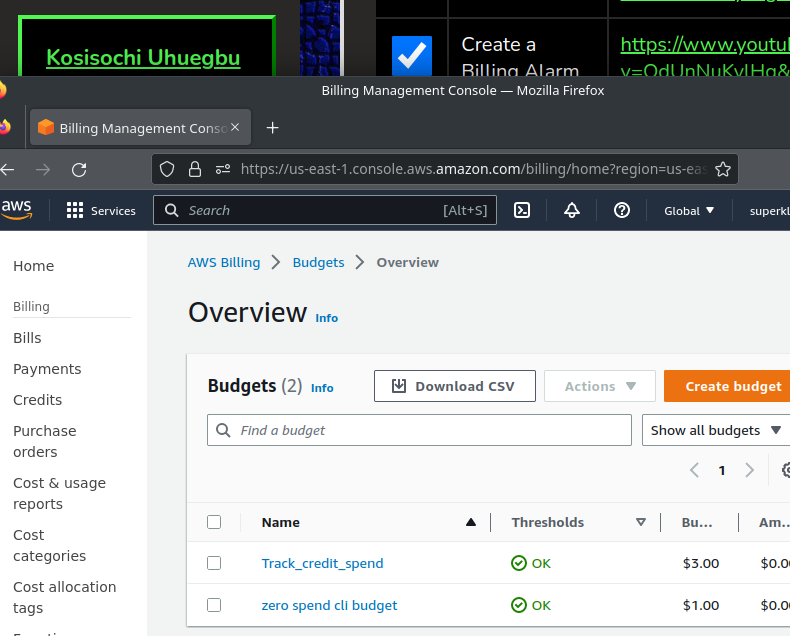 Kosisochi Uhuegbu
Create a
Billing Alarm
https://www.youtu
v=OdUnNuKyIHg&
Billing Management Console — Mozilla Firefox
Billing Management Conso
https://us-east-1.console.aws.amazon.com/billing/home?region=us-eas
aws
Services
Search
[Alt+S]
Global
superkl
Home
Billing
Bills
Payments
Credits
Purchase
orders
Cost & usage
reports
Cost
categories
Cost allocation
tags
AWS Billing
Budgets
Overview
Overview
Info
Budgets (2) Info
Download CSV
Actions
Create budget
Find a budget
Show all budgets
1
Name
Thresholds
Bu...
Am...
Track_credit_spend
OK
$3.00
$0.00
zero spend cli budget
OK
$1.00
$0.00